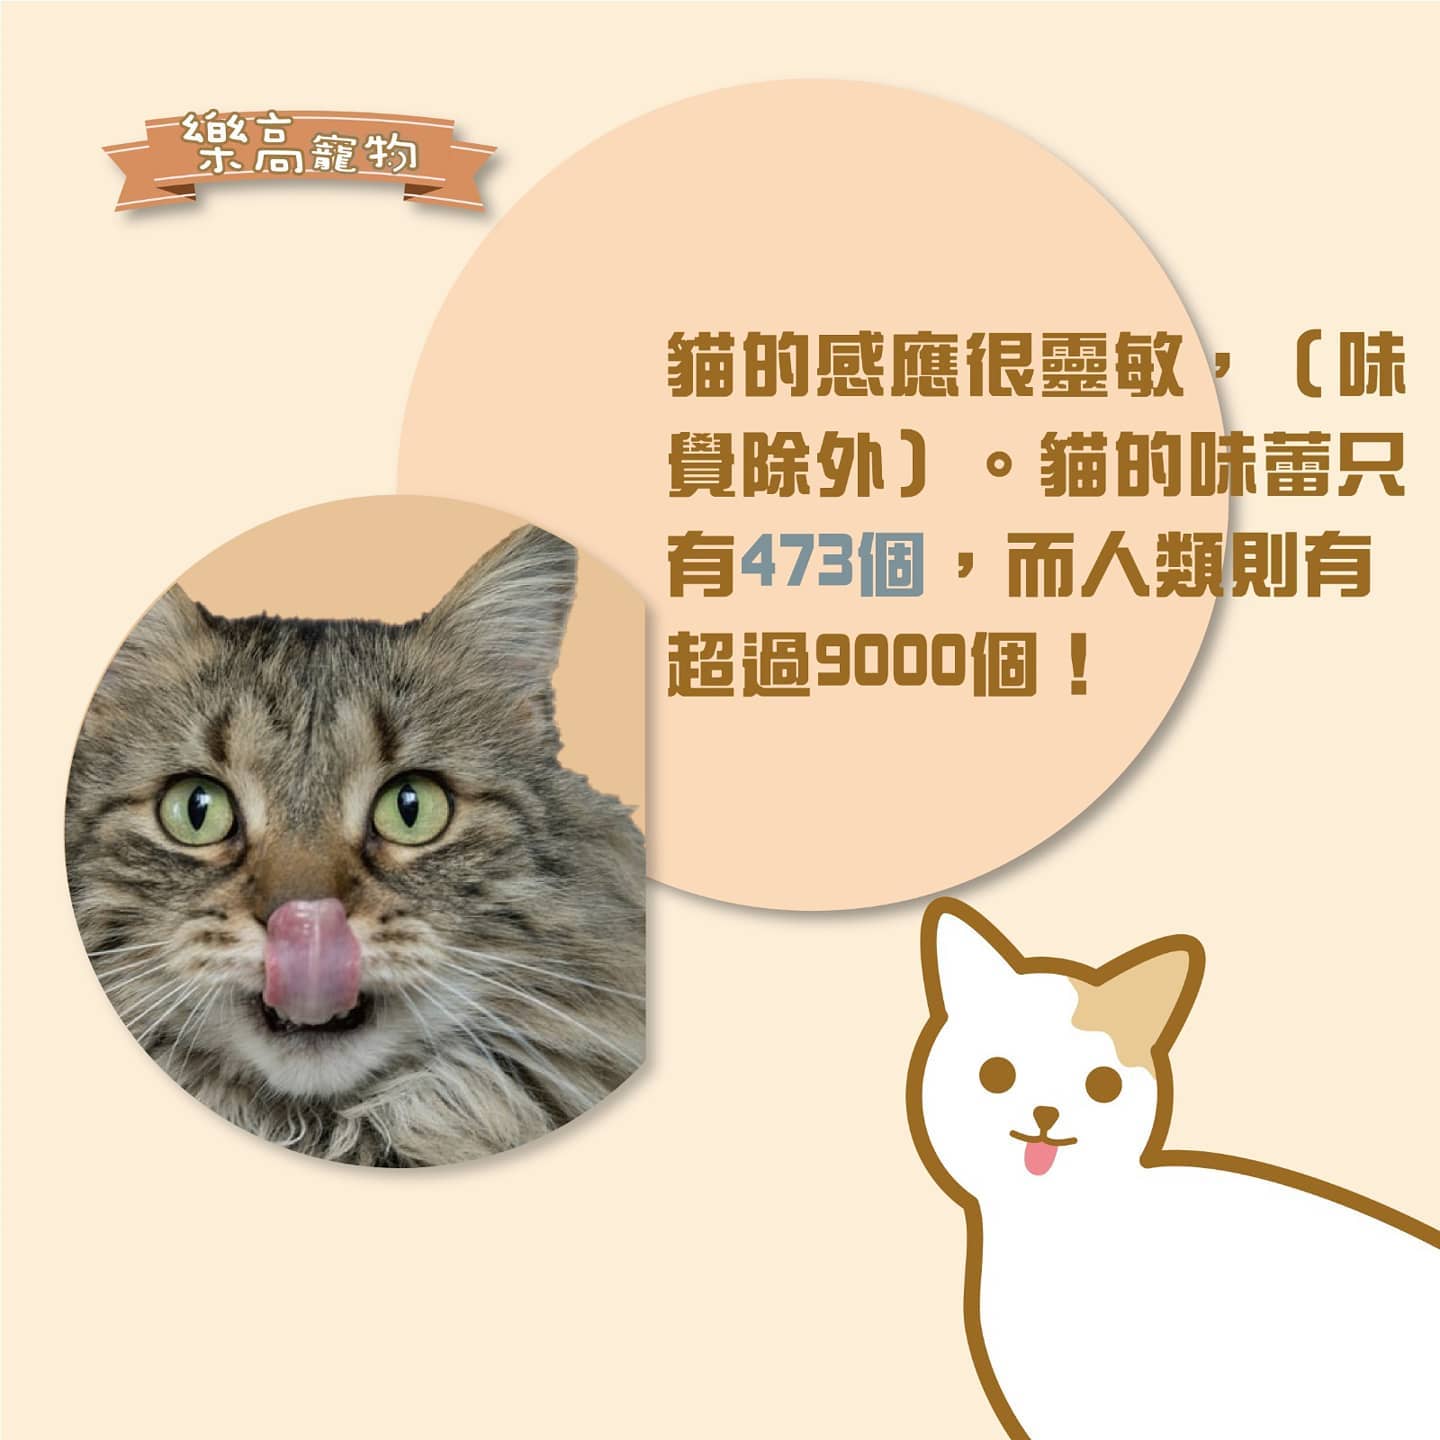 樂高寵物
貓的感應很靈敏，（味
覺除外）。貓的味蕾只
有473個，而人類則有
超過9000個！